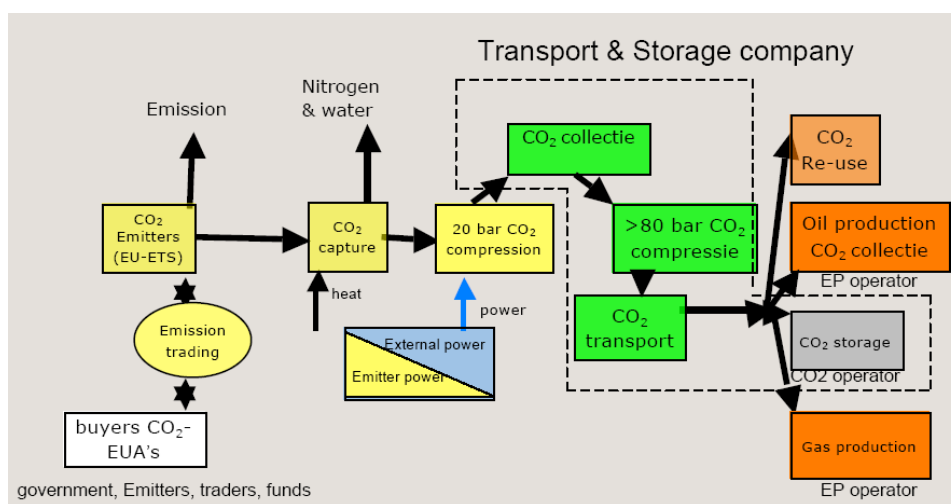 Transport & Storage company
Nitrogen
& water
Emission
CO₂ collectie
CO₂
Re-use
CO₂
Emitters
(EU-ETS)
CO₂
capture
20 bar CO₂
compression
>80 bar CO₂
compressie
Oil production
CO₂ collectie
EP operator
heat
power
CO₂
transport
Emission
trading
External power
Emitter power
CO₂ storage
CO2 operator
buyers CO₂-
EUA's
Gas production
government, Emitters, traders, funds
EP operator